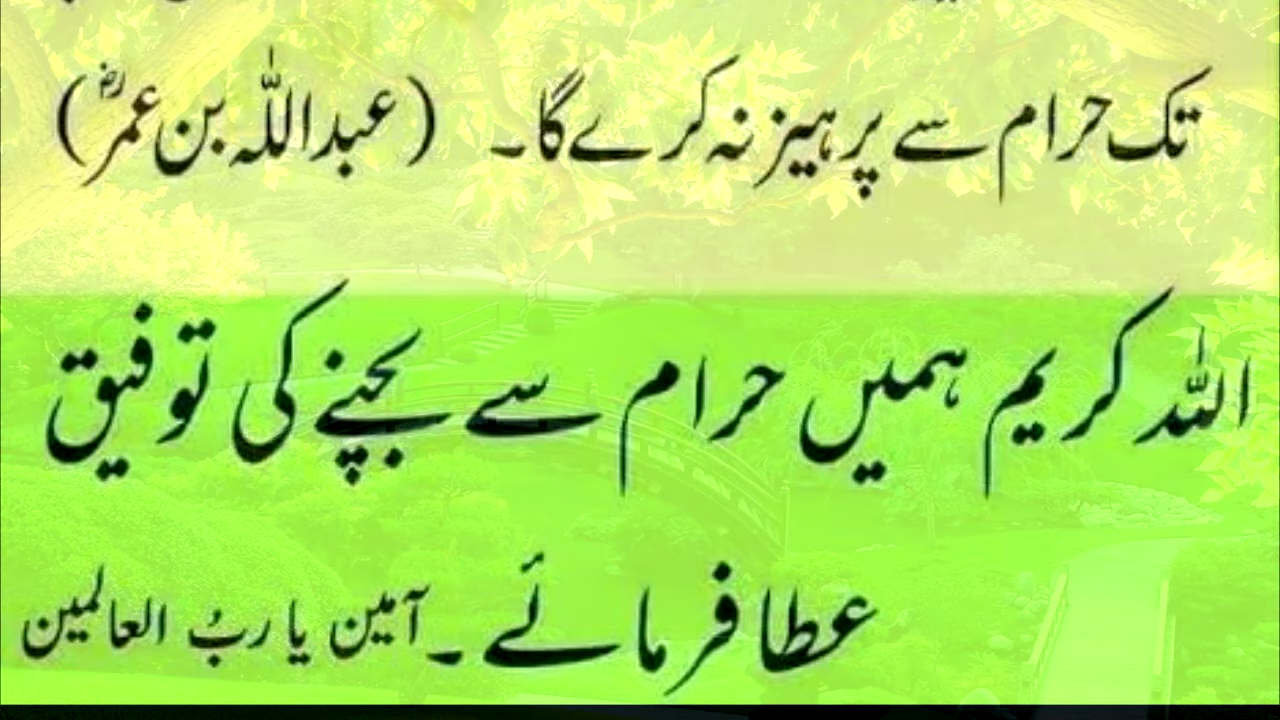 تک حرام سے پرہیز نہ کرے گا۔ (عبداللہ بن عمرؓ)
اللہ کریم ہمیں حرام سے بچنے کی توفیق
عطا فرمائے۔ آمین یا ربُ العالمین